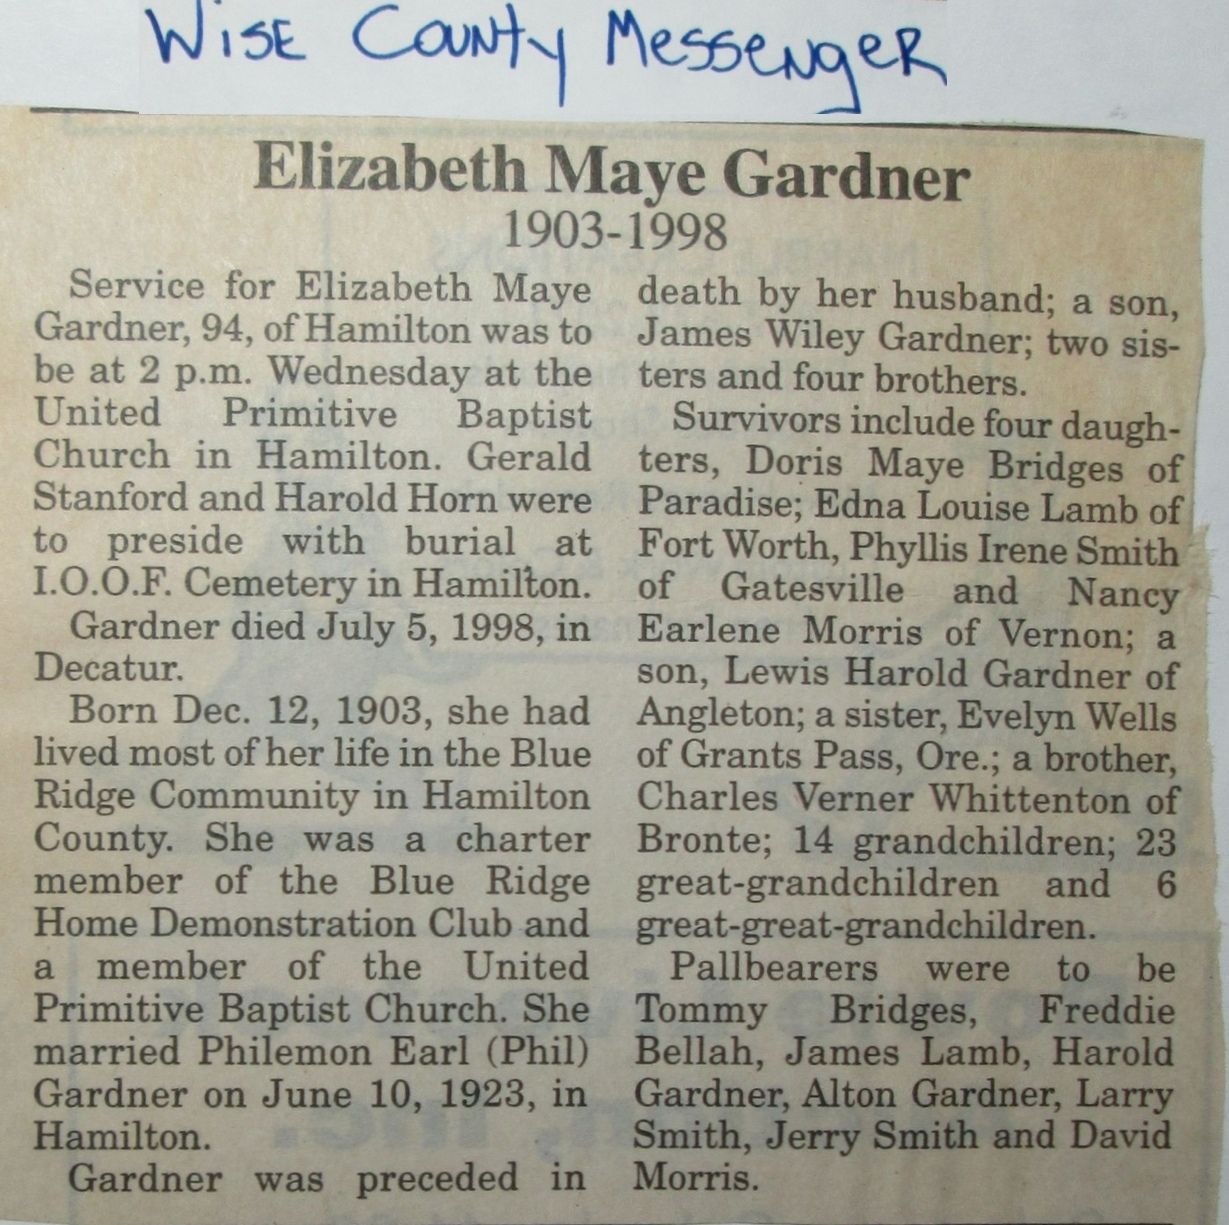 Wise County Messenger
Elizabeth Maye Gardner
1903-1998
Service for Elizabeth Maye
Gardner, 94, of Hamilton was to
be at 2 p.m. Wednesday at the
United Primitive Baptist
Church in Hamilton. Gerald
Stanford and Harold Horn were
to preside with burial at
I.O.O.F. Cemetery in Hamilton.
Gardner died July 5, 1998, in
Decatur.
Born Dec. 12, 1903, she had
lived most of her life in the Blue
Ridge Community in Hamilton
County. She was a charter
member of the Blue Ridge
Home Demonstration Club and
a member of the United
Primitive Baptist Church. She
married Philemon Earl (Phil)
Gardner on June 10, 1923, in
Hamilton.
Gardner was preceded in
death by her husband; a son,
James Wiley Gardner; two sis-
ters and four brothers.
Survivors include four daugh-
ters, Doris Maye Bridges of
Paradise; Edna Louise Lamb of
Fort Worth, Phyllis Irene Smith
of Gatesville and Nancy
Earlene Morris of Vernon; a
son, Lewis Harold Gardner of
Angleton; a sister, Evelyn Wells
of Grants Pass, Ore.; a brother,
Charles Verner Whittenton of
Bronte; 14 grandchildren; 23
great-grandchildren and 6
great-great-grandchildren.
Pallbearers were to be
Tommy Bridges, Freddie
Bellah, James Lamb, Harold
Gardner, Alton Gardner, Larry
Smith, Jerry Smith and David
Morris.